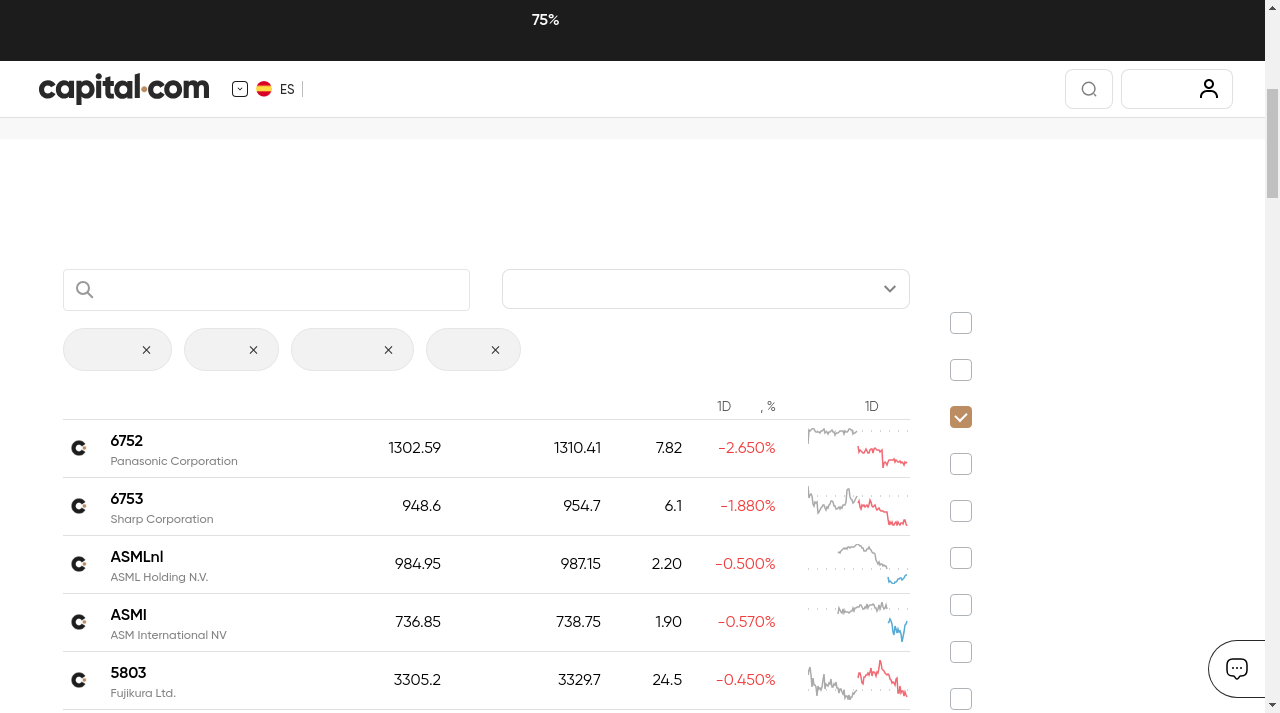 75%
capital.com
ES
1D , % 1D
6752 1302.59 1310.41 7.82 -2.650%
Panasonic Corporation
6753 948.6 954.7 6.1 -1.880%
Sharp Corporation
ASMLnl 984.95 987.15 2.20 -0.500%
ASML Holding N.V.
ASMI 736.85 738.75 1.90 -0.570%
ASM International NV
5803 3305.2 3329.7 24.5 -0.450%
Fujikura Ltd.